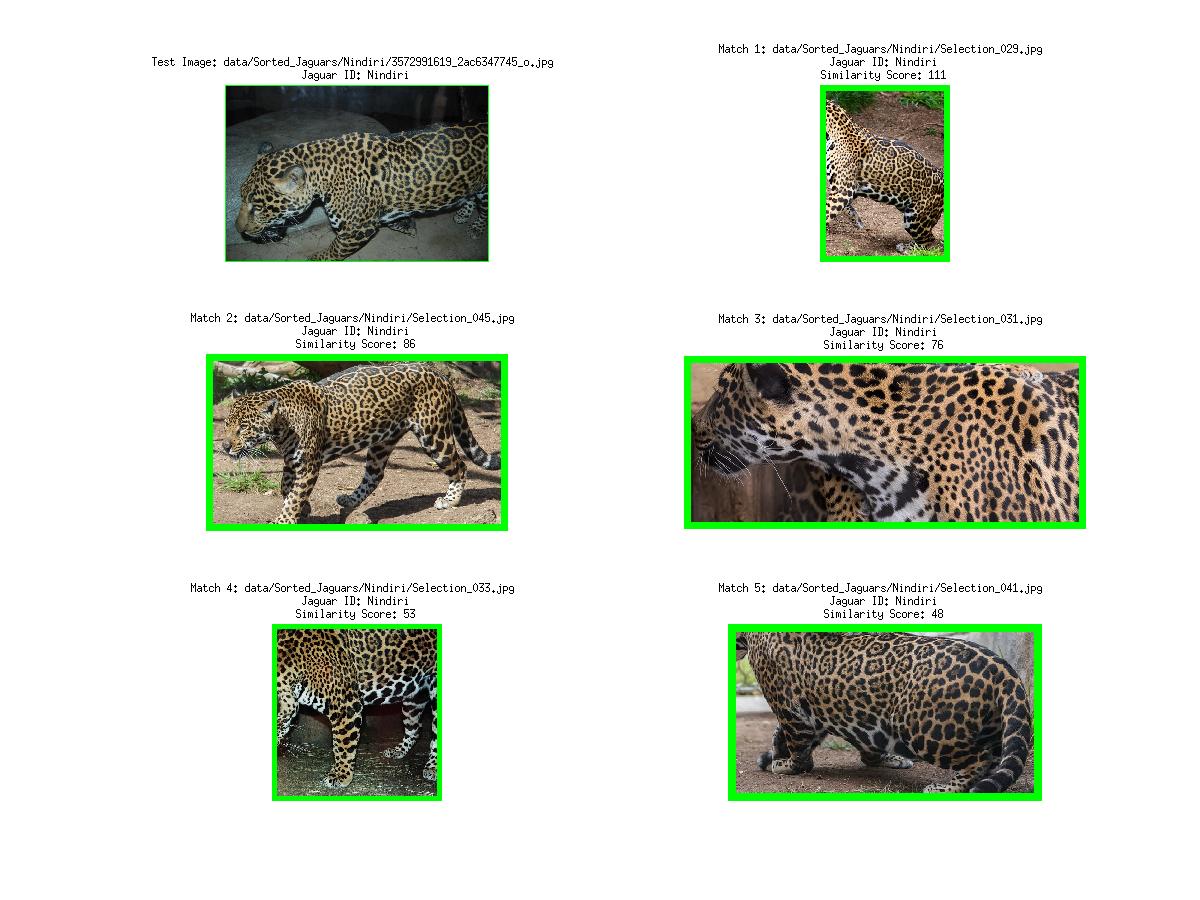 Test Image: data/Sorted_Jaguars/Nindiri/3572991619_2ac6347745_o.jpg
Jaguar ID: Nindiri
Match 1: data/Sorted_Jaguars/Nindiri/Selection_029.jpg
Jaguar ID: Nindiri
Similarity Score: 111
Match 2: data/Sorted_Jaguars/Nindiri/Selection_045.jpg
Jaguar ID: Nindiri
Similarity Score: 86
Match 3: data/Sorted_Jaguars/Nindiri/Selection_031.jpg
Jaguar ID: Nindiri
Similarity Score: 76
Match 4: data/Sorted_Jaguars/Nindiri/Selection_033.jpg
Jaguar ID: Nindiri
Similarity Score: 53
Match 5: data/Sorted_Jaguars/Nindiri/Selection_041.jpg
Jaguar ID: Nindiri
Similarity Score: 48